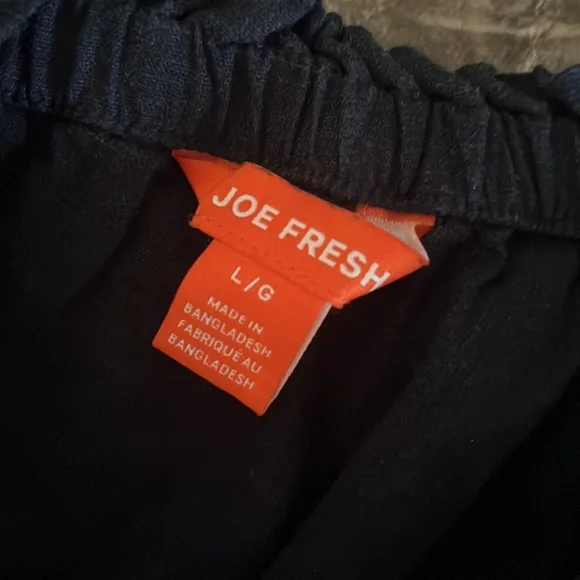 JOE FRESH
L/G
MADE IN
BANGLADESH
FABRIQUÉ AU
BANGLADESH